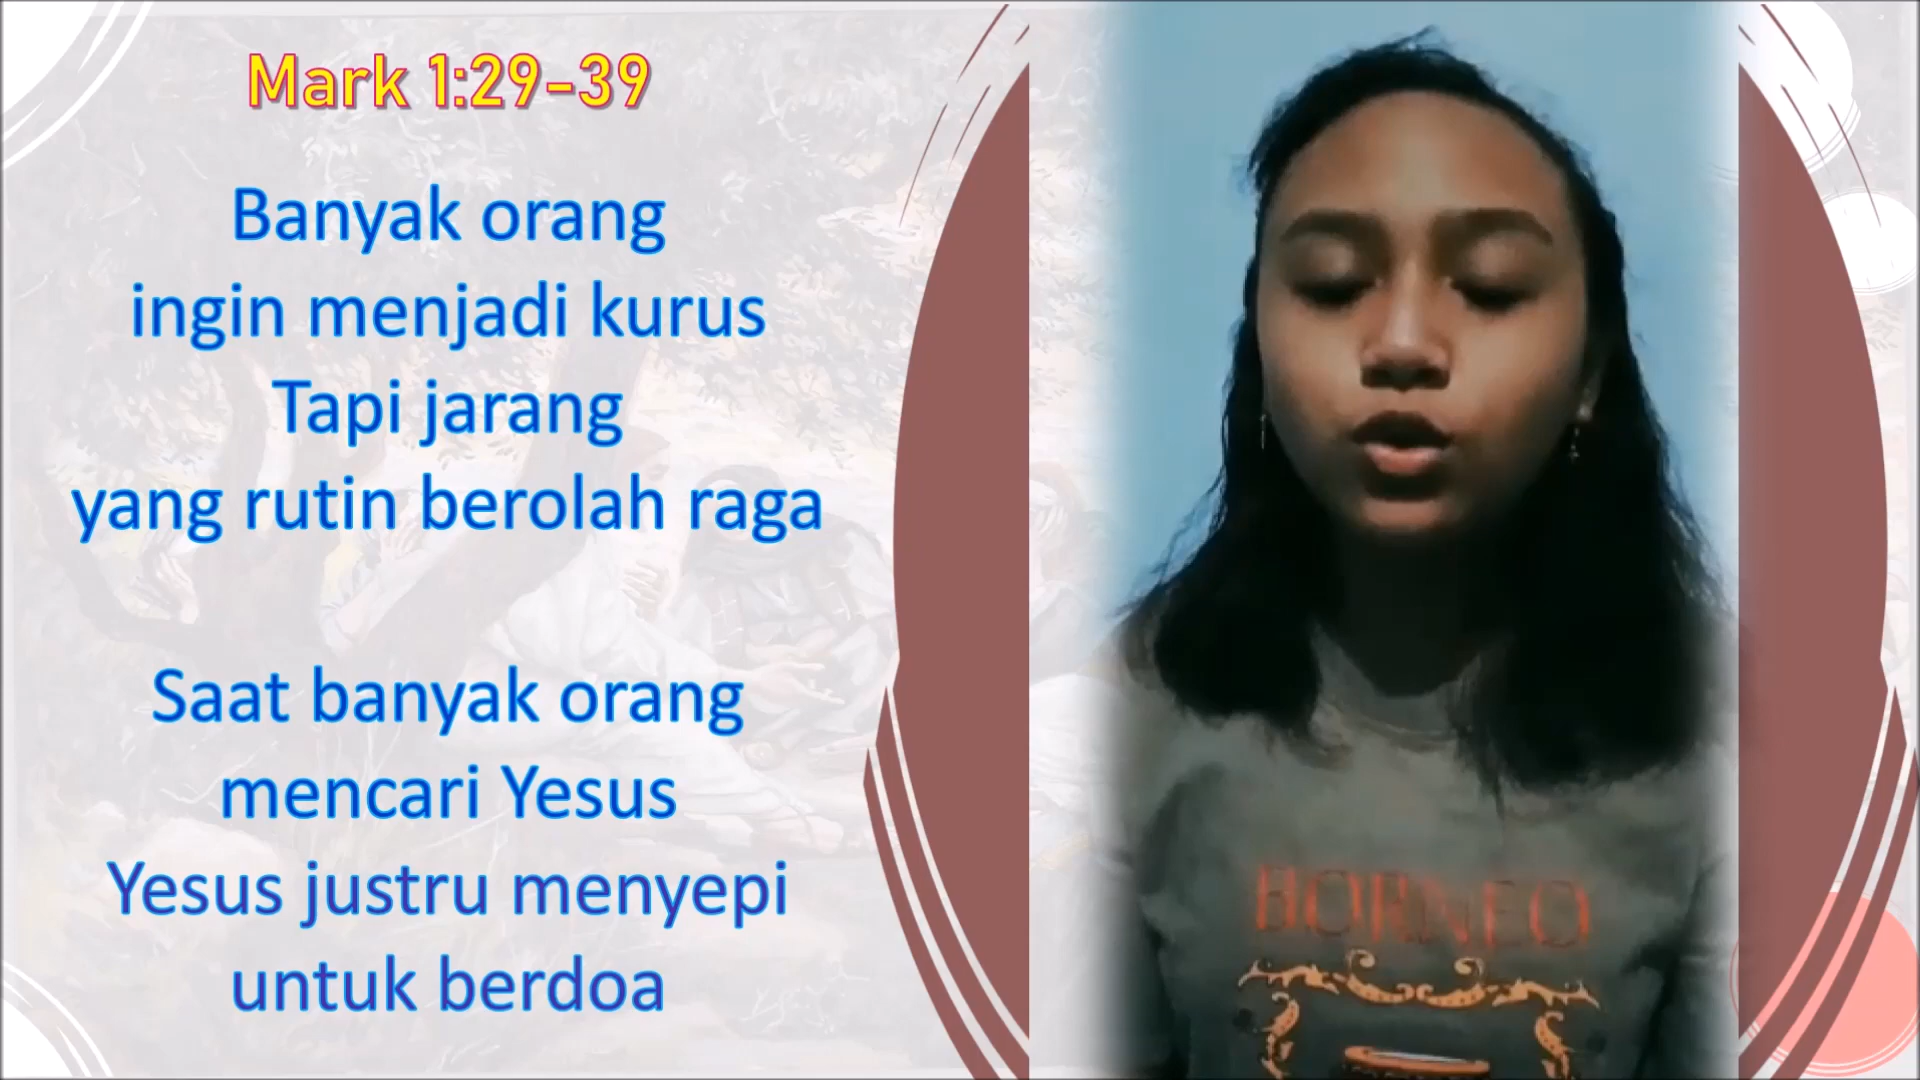 Mark 1:29-39
Banyak orang
ingin menjadi kurus
Tapi jarang
yang rutin berolah raga
Saat banyak orang
mencari Yesus
Yesus justru menyepi
untuk berdoa
BORNEO